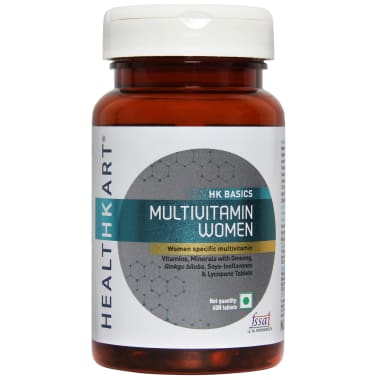 HEALTHKART®
HK BASICS
MULTIVITAMIN
WOMEN
Women specific multivitamin
Vitamins, Minerals with Ginseng,
Ginkgo biloba, Soya-isoflavones
& Lycopene Tablets
Net quantity:
60N tablets
fssai